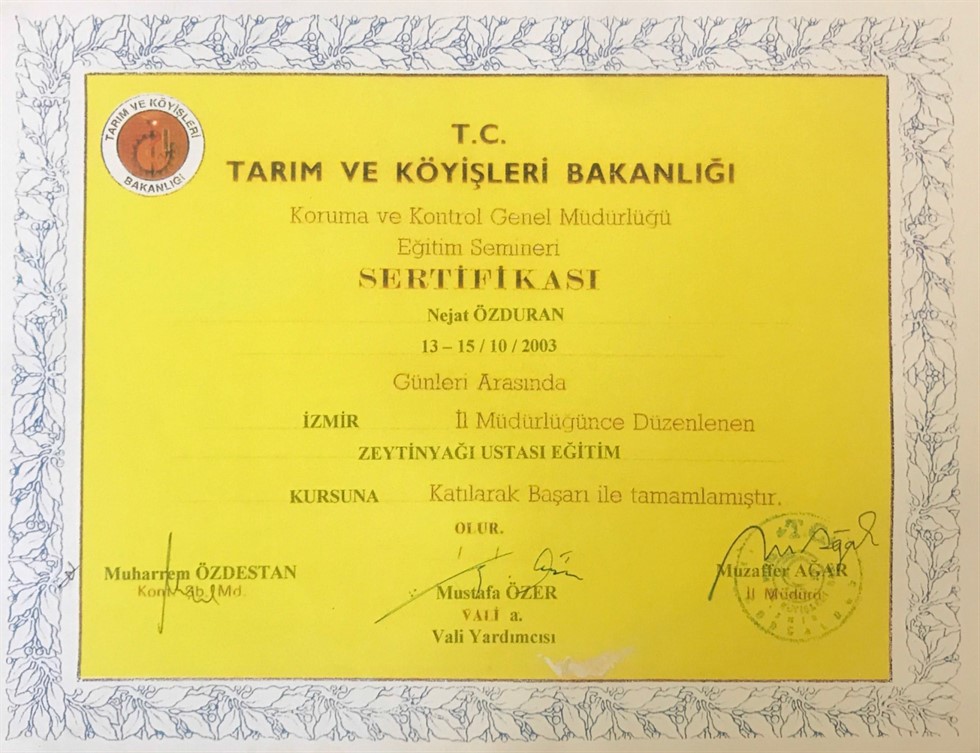 TARIM VE KÖYİŞLERİ
BAKANLIĞI
T.C.
TARIM VE KÖYİŞLERİ BAKANLIĞI
Koruma ve Kontrol Genel Müdürlüğü
Eğitim Semineri
SERTİFİKASI
Nejat ÖZDURAN
13 – 15 / 10 / 2003
Günleri Arasında
İZMİR İl Müdürlüğünce Düzenlenen
ZEYTİNYAĞI USTASI EĞİTİM
KURSUNA Katılarak Başarı ile tamamlamıştır.
OLUR.
Muharrem ÖZDESTAN Mustafa ÖZER Muzaffer AĞAR
Md. VALİ a. İl Müdürü
Vali Yardımcısı
T.C.